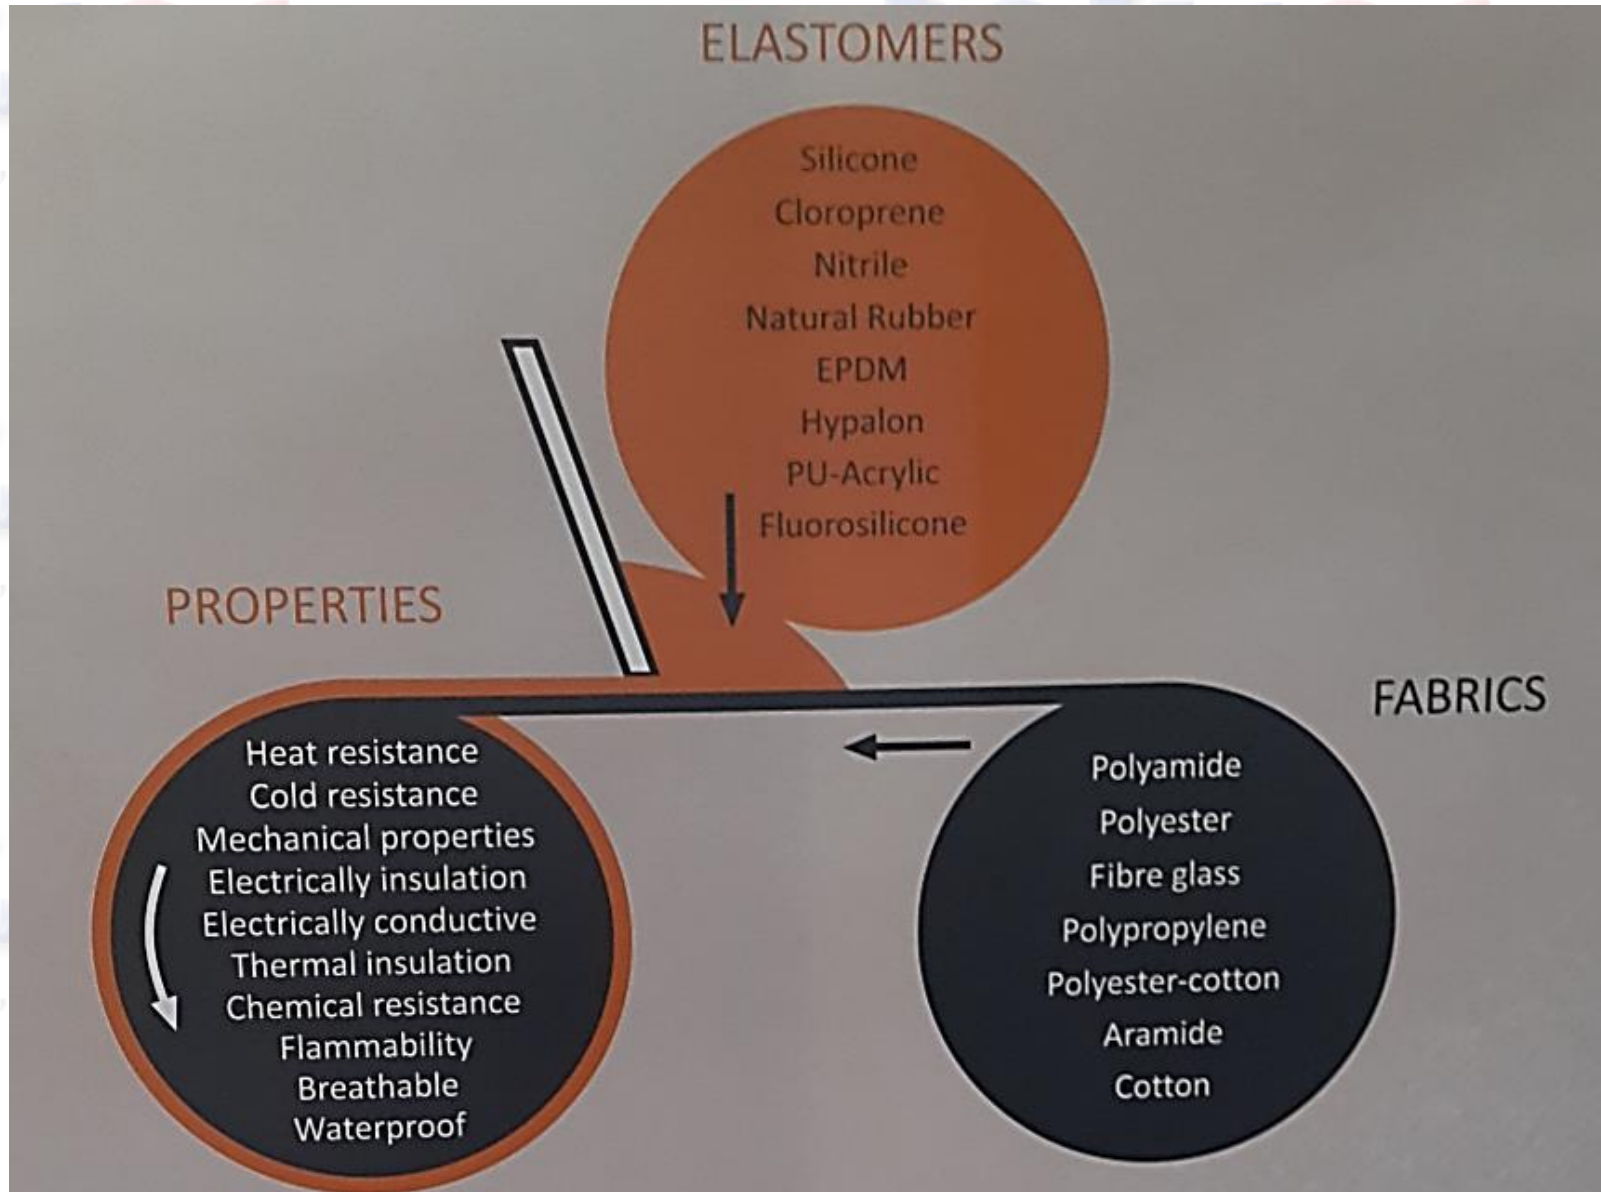 ELASTOMERS
Silicone
Cloroprene
Nitrile
Natural Rubber
EPDM
Hypalon
PU-Acrylic
Fluorosilicone
PROPERTIES
Heat resistance
Cold resistance
Mechanical properties
Electrically insulation
Electrically conductive
Thermal insulation
Chemical resistance
Flammability
Breathable
Waterproof
FABRICS
Polyamide
Polyester
Fibre glass
Polypropylene
Polyester-cotton
Aramide
Cotton